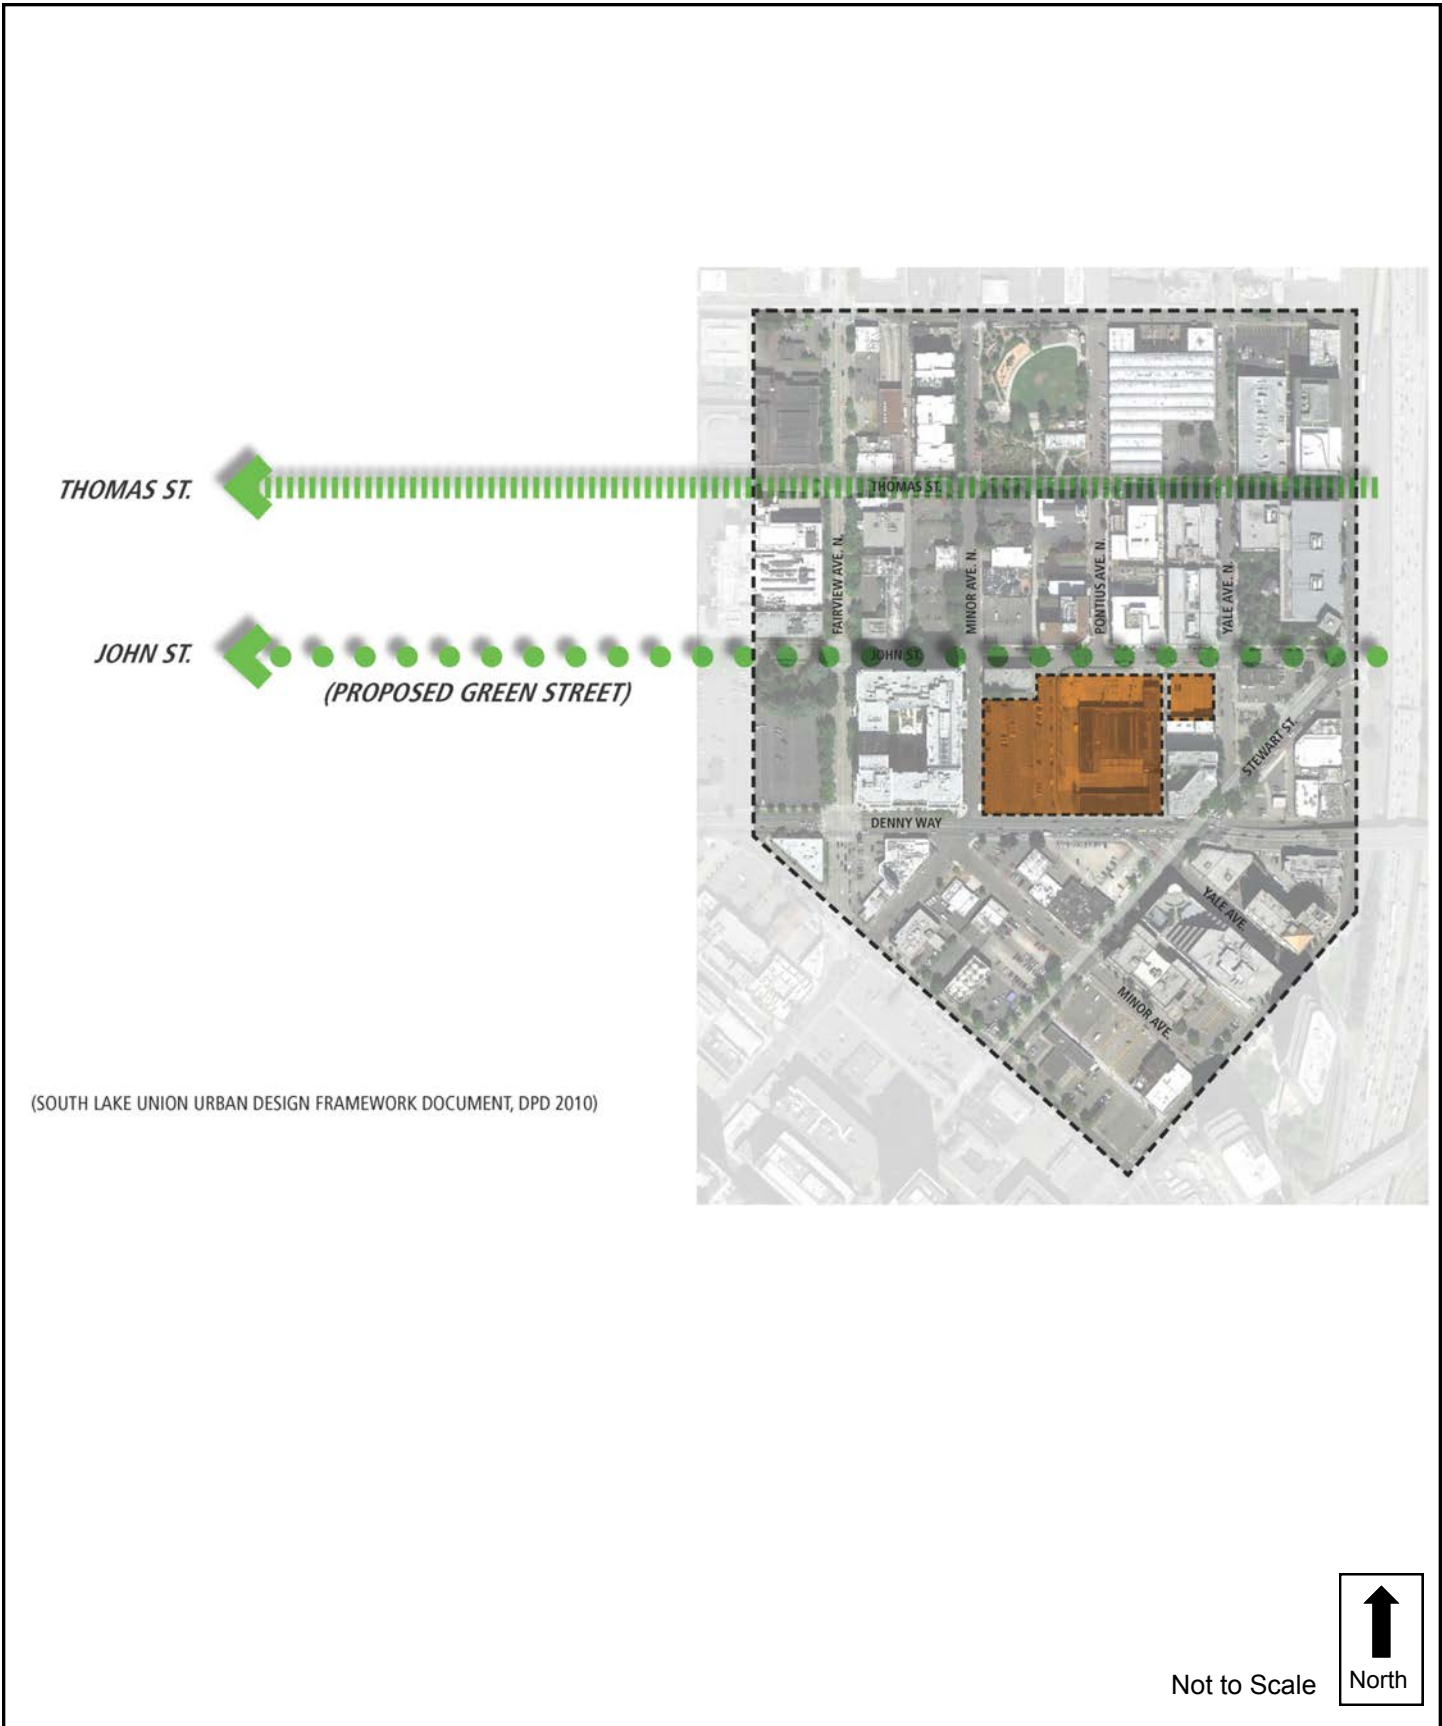 THOMAS ST.
THOMAS ST.
FAIRVIEW AVE. N.
MINOR AVE. N.
PONTIUS AVE. N.
YALE AVE. N.
JOHN ST.
JOHN ST.
(PROPOSED GREEN STREET)
STEWART ST.
DENNY WAY
YALE AVE.
MINOR AVE.
(SOUTH LAKE UNION URBAN DESIGN FRAMEWORK DOCUMENT, DPD 2010)
Not to Scale
North